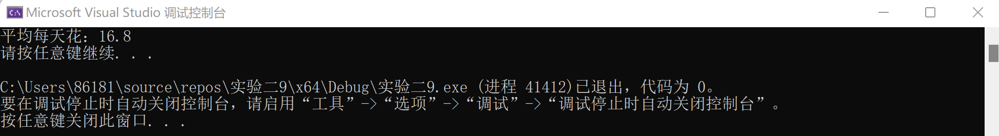 Microsoft Visual Studio 调试控制台
平均每天花：16.8
请按任意键继续. . .
C:\Users\86181\source\repos\实验二9\x64\Debug\实验二9.exe (进程 41412)已退出，代码为 0。
要在调试停止时自动关闭控制台，请启用“工具”->“选项”->“调试”->“调试停止时自动关闭控制台”。
按任意键关闭此窗口. . .